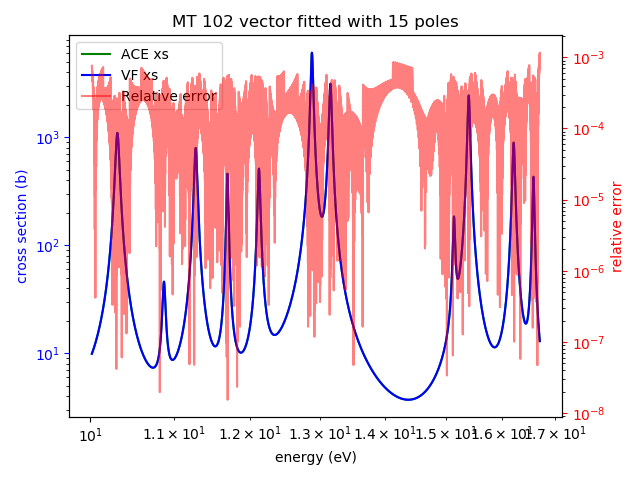 MT 102 vector fitted with 15 poles
ACE xs
VF xs
Relative error
10³
10²
10¹
cross section (b)
10⁻³
10⁻⁴
10⁻⁵
10⁻⁶
10⁻⁷
10⁻⁸
relative error
10¹ 1.1 × 10¹ 1.2 × 10¹ 1.3 × 10¹ 1.4 × 10¹ 1.5 × 10¹ 1.6 × 10¹ 1.7 × 10¹
energy (eV)